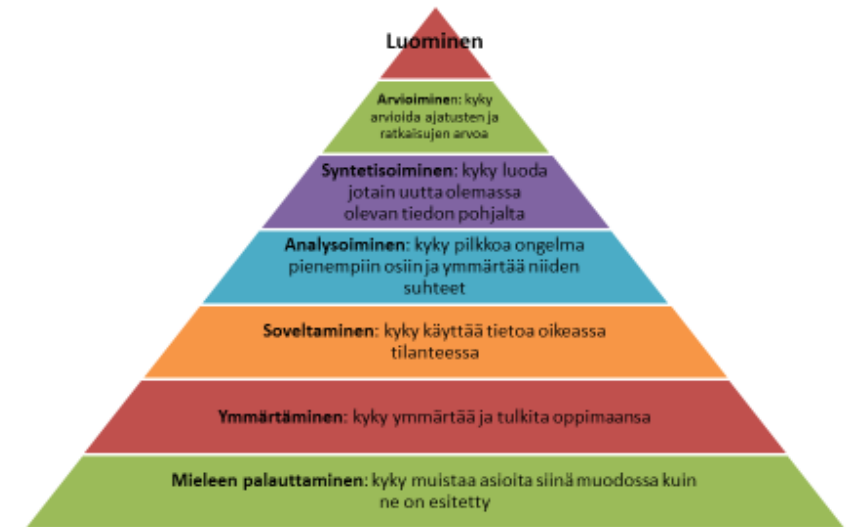 Luominen
Arvioiminen: kyky
arvioida ajatusten ja
ratkaisujen arvoa
Syntetisoiminen: kyky luoda
jotain uutta olemassa
olevan tiedon pohjalta
Analysoiminen: kyky pilkkoa ongelma
pienempiin osiin ja ymmärtää niiden
suhteet
Soveltaminen: kyky käyttää tietoa oikeassa
tilanteessa
Ymmärtäminen: kyky ymmärtää ja tulkita oppimaansa
Mieleen palauttaminen: kyky muistaa asioita siinä muodossa kuin
ne on esitetty